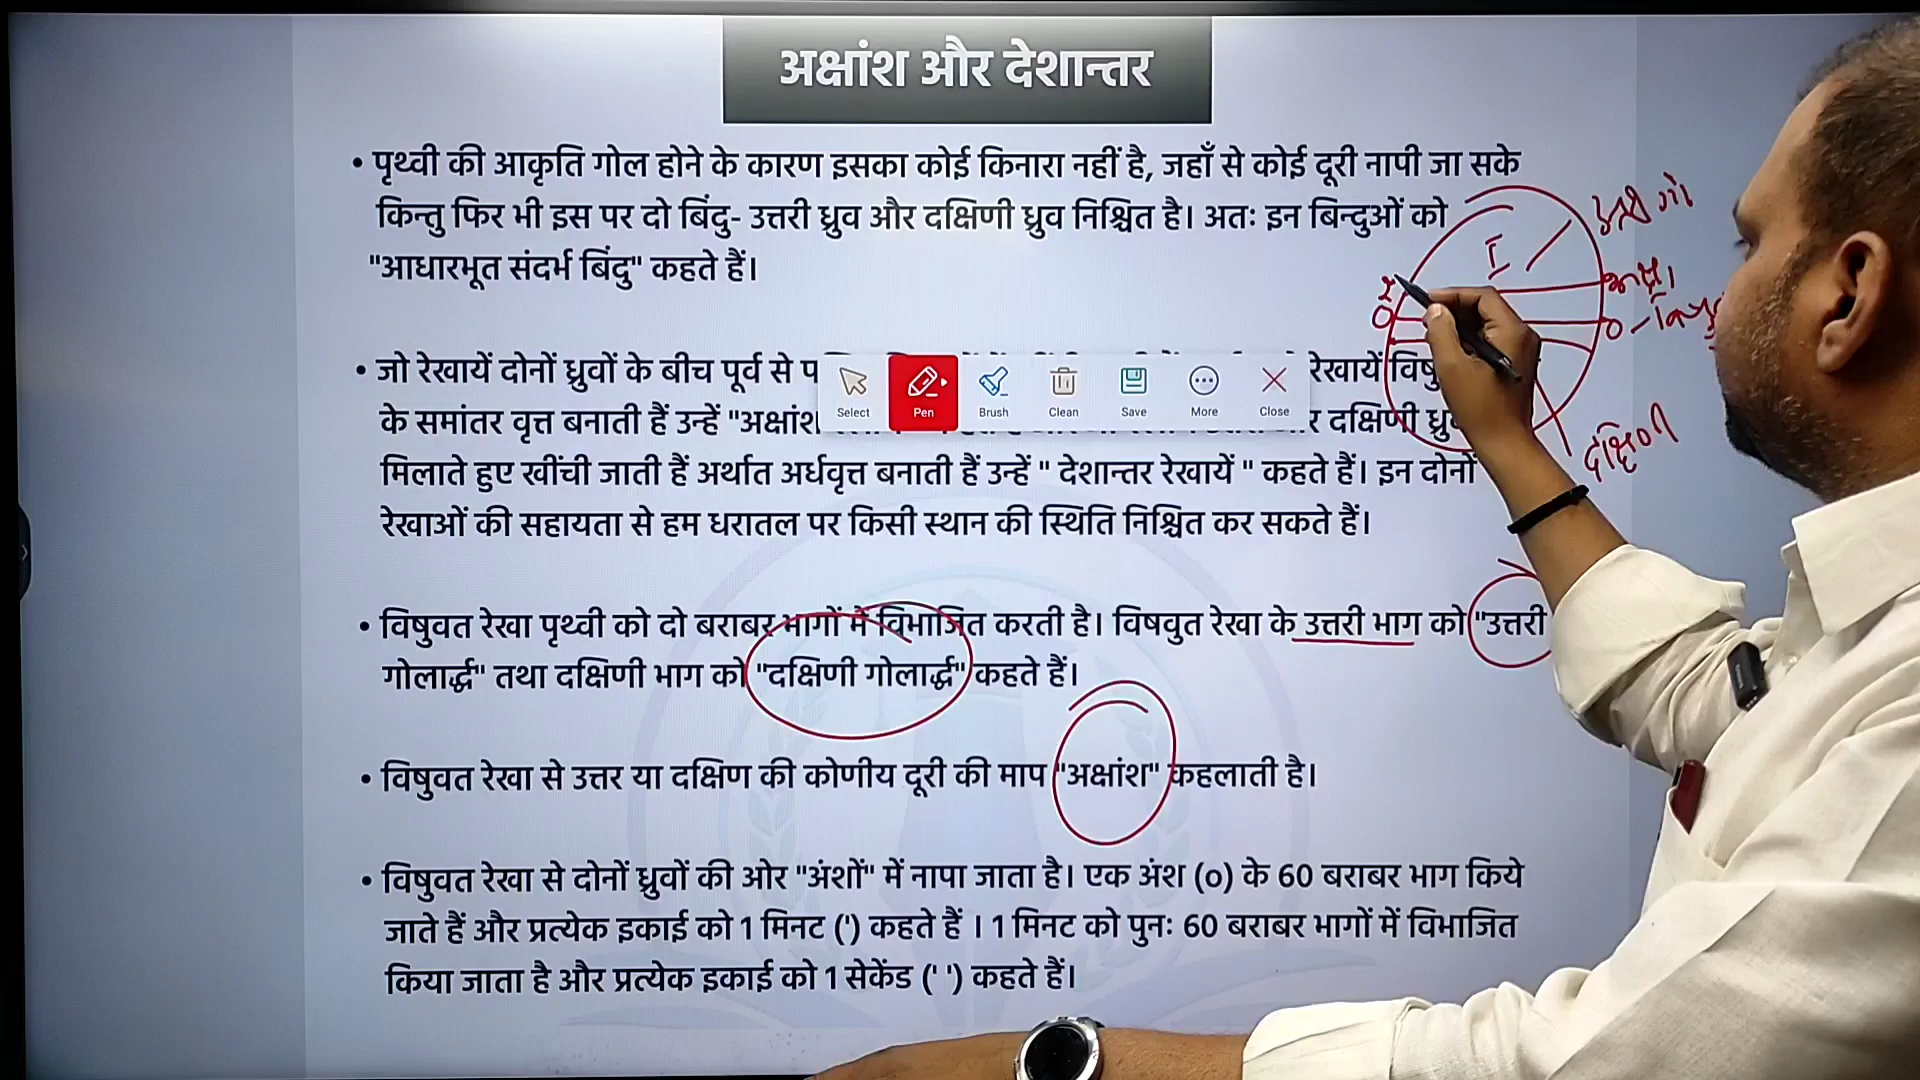 अक्षांश और देशान्तर
• पृथ्वी की आकृति गोल होने के कारण इसका कोई किनारा नहीं है, जहाँ से कोई दूरी नापी जा सके
किन्तु फिर भी इस पर दो बिंदु- उत्तरी ध्रुव और दक्षिणी ध्रुव निश्चित है। अतः इन बिन्दुओं को
"आधारभूत संदर्भ बिंदु" कहते हैं।
• जो रेखायें दोनों ध्रुवों के बीच पूर्व से रेखायें
के समांतर वृत्त बनाती हैं उन्हें "अक्षांश दक्षिणी
मिलाते हुए खींची जाती हैं अर्थात अर्धवृत्त बनाती हैं उन्हें " देशान्तर रेखायें " कहते हैं। इन दोनों
रेखाओं की सहायता से हम धरातल पर किसी स्थान की स्थिति निश्चित कर सकते हैं।
• विषुवत रेखा पृथ्वी को दो बराबर भागों में विभाजित करती है। विषवुत रेखा के उत्तरी भाग को "उत्तरी
गोलार्द्ध" तथा दक्षिणी भाग को "दक्षिणी गोलार्द्ध" कहते हैं।
• विषुवत रेखा से उत्तर या दक्षिण की कोणीय दूरी की माप "अक्षांश" कहलाती है।
• विषुवत रेखा से दोनों ध्रुवों की ओर "अंशों" में नापा जाता है। एक अंश (o) के 60 बराबर भाग किये
जाते हैं और प्रत्येक इकाई को 1 मिनट (') कहते हैं । 1 मिनट को पुनः 60 बराबर भागों में विभाजित
किया जाता है और प्रत्येक इकाई को 1 सेकेंड (' ') कहते हैं।
Select Pen Brush Clean Save More Close
I
0
0
दक्षिणी